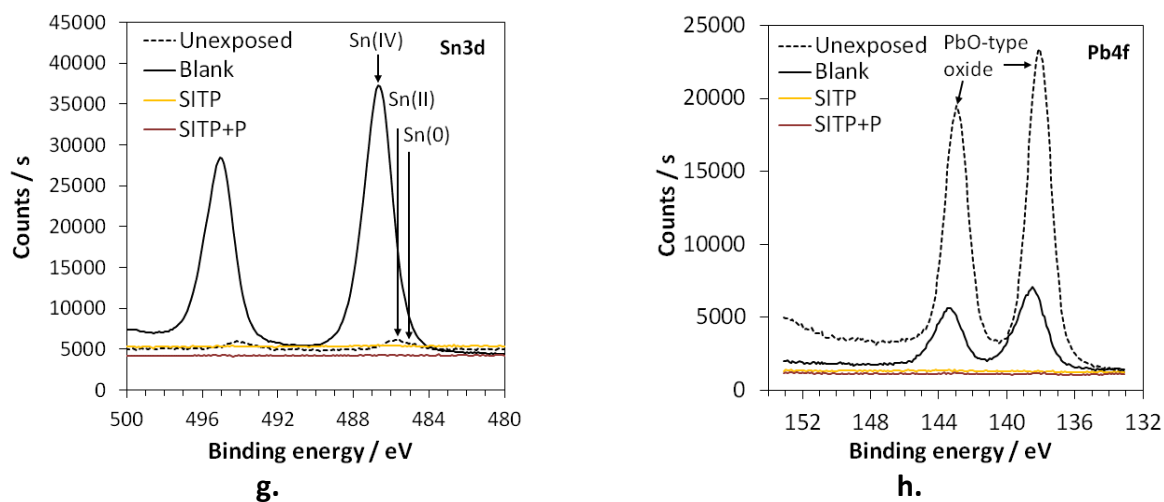 45000
40000
35000
30000
25000
20000
15000
10000
5000
0
Counts / s
Unexposed
Blank
SITP
SITP+P
Sn(IV)
Sn(II)
Sn(0)
Sn3d
500 496 492 488 484 480
Binding energy / eV
g.
25000
20000
15000
10000
5000
0
Counts / s
Unexposed
Blank
SITP
SITP+P
PbO-type
oxide
Pb4f
152 148 144 140 136 132
Binding energy / eV
h.